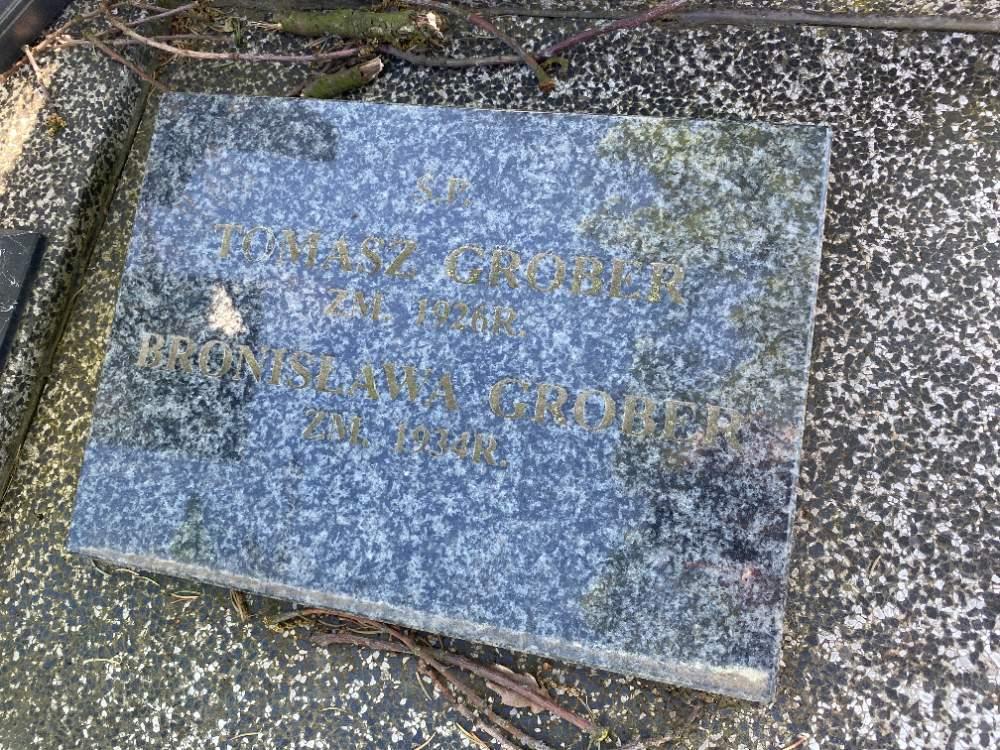 Ś.P.
TOMASZ GROBER
ZM. 1926R.
BRONISŁAWA GROBER
ZM. 1934R.